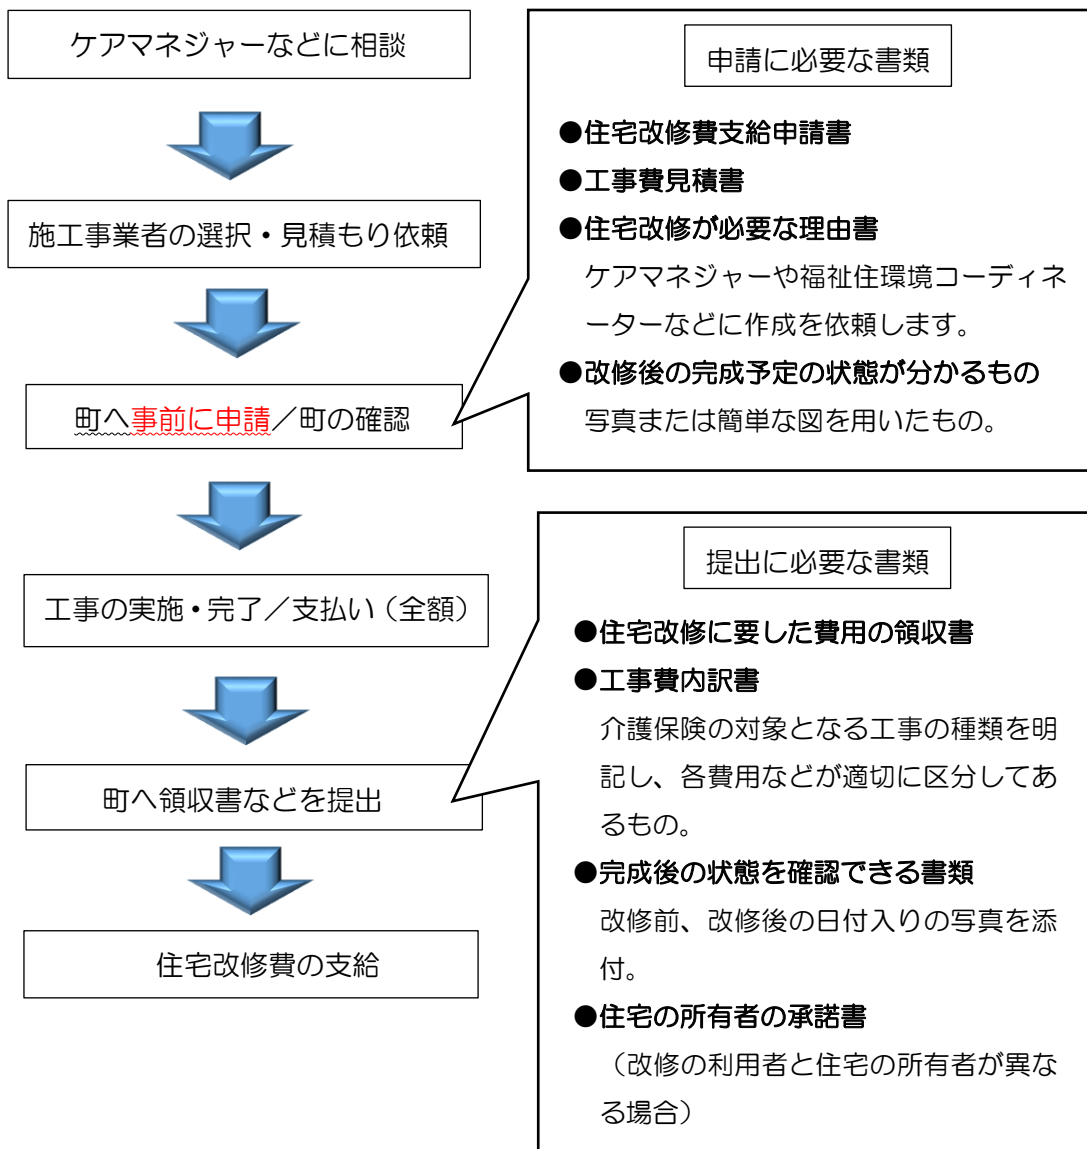 ケアマネジャーなどに相談
施工事業者の選択・見積もり依頼
町へ事前に申請／町の確認
工事の実施・完了／支払い（全額）
町へ領収書などを提出
住宅改修費の支給
申請に必要な書類
●住宅改修費支給申請書
●工事費見積書
●住宅改修が必要な理由書
ケアマネジャーや福祉住環境コーディネ
ーターなどに作成を依頼します。
●改修後の完成予定の状態が分かるもの
写真または簡単な図を用いたもの。
提出に必要な書類
●住宅改修に要した費用の領収書
●工事費内訳書
介護保険の対象となる工事の種類を明
記し、各費用などが適切に区分してあ
るもの。
●完成後の状態を確認できる書類
改修前、改修後の日付入りの写真を添
付。
●住宅の所有者の承諾書
（改修の利用者と住宅の所有者が異な
る場合）